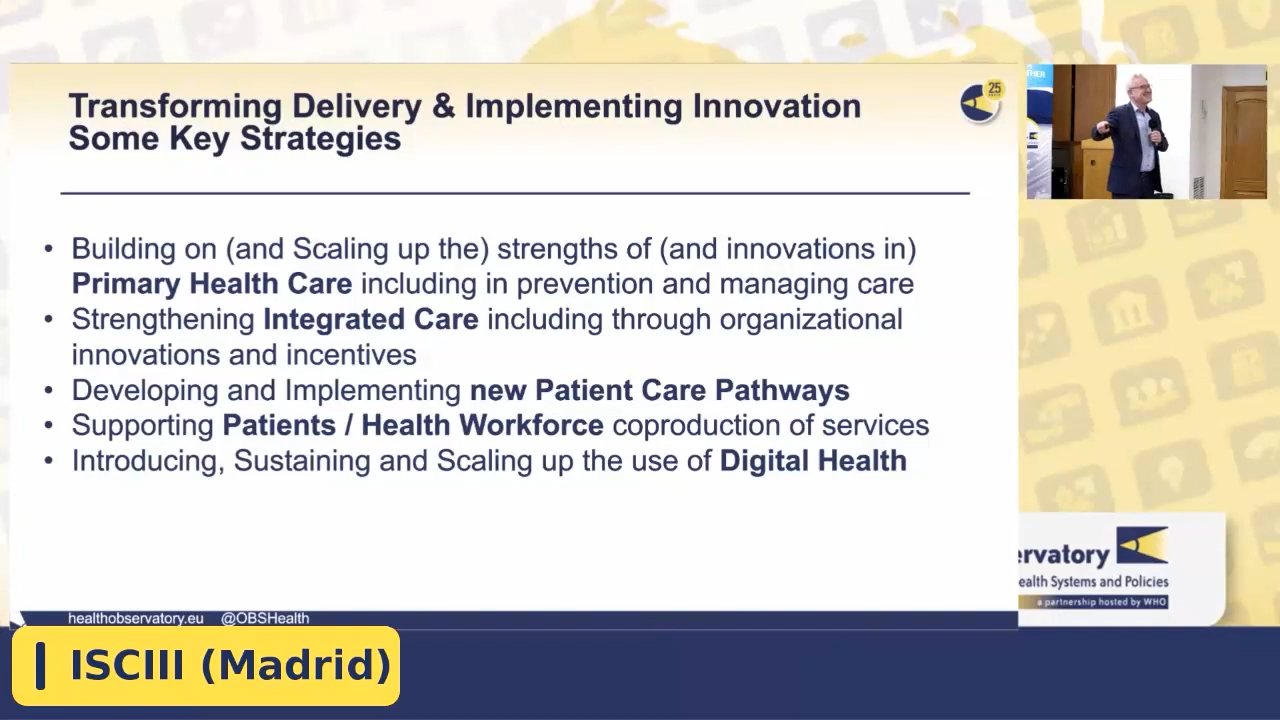 Transforming Delivery & Implementing Innovation
Some Key Strategies
25
• Building on (and Scaling up the) strengths of (and innovations in)
Primary Health Care including in prevention and managing care
• Strengthening Integrated Care including through organizational
innovations and incentives
• Developing and Implementing new Patient Care Pathways
• Supporting Patients / Health Workforce coproduction of services
• Introducing, Sustaining and Scaling up the use of Digital Health
healthobservatory.eu @OBSHealth
ervatory
ealth Systems and Policies
a partnership hosted by WHO
ISCIII (Madrid)